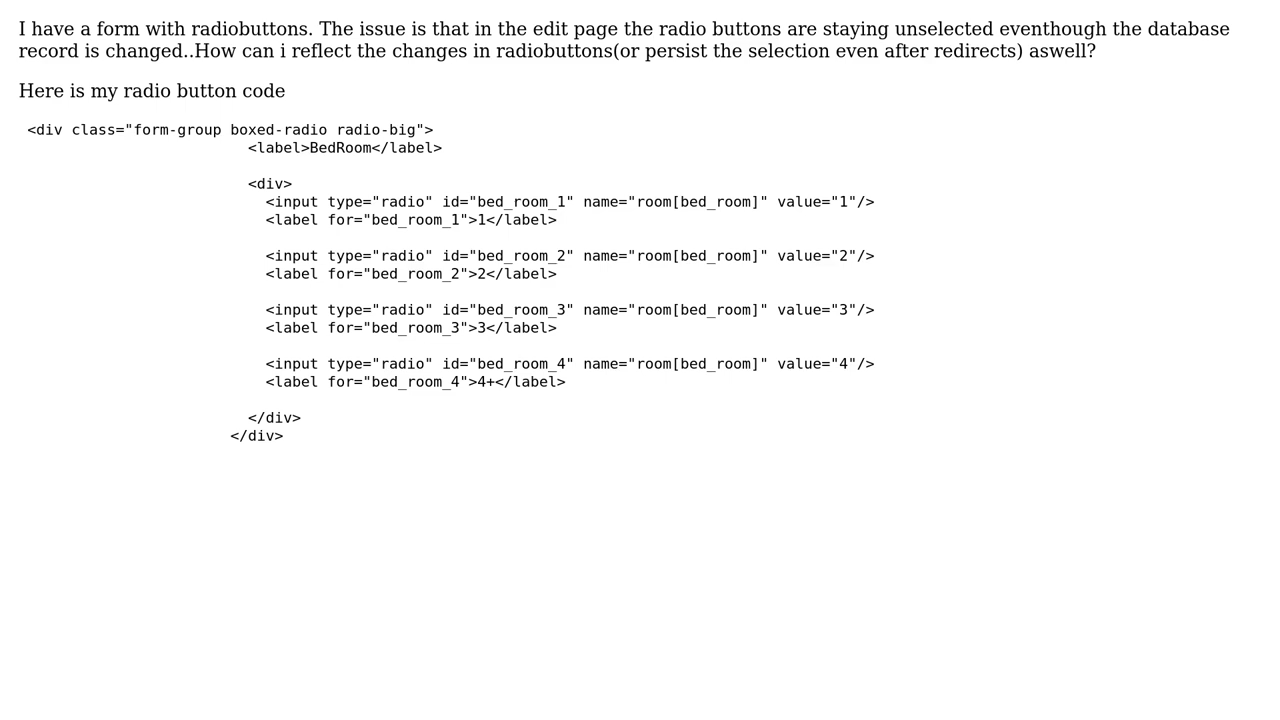 I have a form with radiobuttons. The issue is that in the edit page the radio buttons are staying unselected eventhough the database
record is changed..How can i reflect the changes in radiobuttons(or persist the selection even after redirects) aswell?
Here is my radio button code
<div class="form-group boxed-radio radio-big">
<label>BedRoom</label>
<div>
<input type="radio" id="bed_room_1" name="room[bed_room]" value="1"/>
<label for="bed_room_1">1</label>
<input type="radio" id="bed_room_2" name="room[bed_room]" value="2"/>
<label for="bed_room_2">2</label>
<input type="radio" id="bed_room_3" name="room[bed_room]" value="3"/>
<label for="bed_room_3">3</label>
<input type="radio" id="bed_room_4" name="room[bed_room]" value="4"/>
<label for="bed_room_4">4+</label>
</div>
</div>